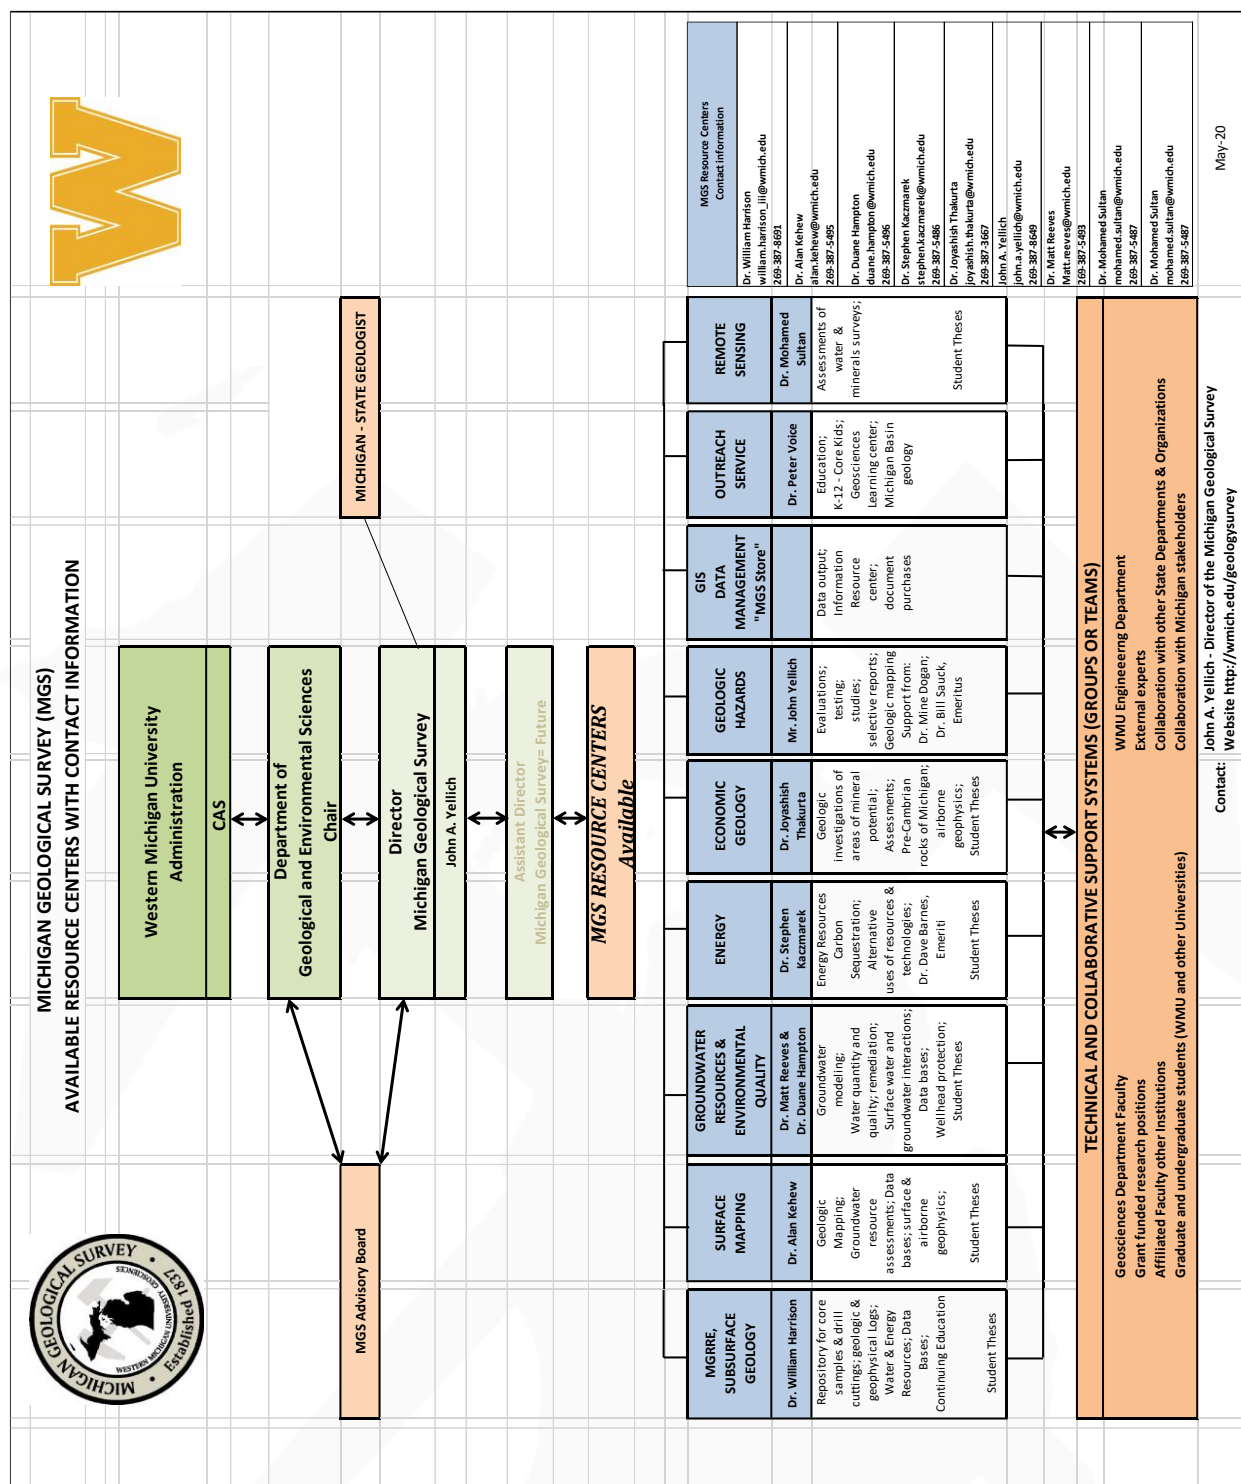 MICHIGAN GEOLOGICAL SURVEY (MGS)
AVAILABLE RESOURCE CENTERS WITH CONTACT INFORMATION
MICHIGAN GEOLOGICAL SURVEY
Established 1837
WESTERN MICHIGAN UNIVERSITY
GEOSCIENCES
W
Western Michigan University
Administration
CAS
Department of
Geological and Environmental Sciences
Chair
MGS Advisory Board
MICHIGAN - STATE GEOLOGIST
Director
Michigan Geological Survey
John A. Yellich
Assistant Director
Michigan Geological Survey= Future
MGS RESOURCE CENTERS
Available
MGRRE,
SUBSURFACE
GEOLOGY
Dr. William Harrison
Repository for core
samples & drill
cuttings; geologic &
geophysical Logs;
Water & Energy
Resources; Data
Bases;
Continuing Education
Student Theses
SURFACE
MAPPING
Dr. Alan Kehew
Geologic
Mapping;
Groundwater
resource
assessments; Data
bases; surface &
airborne
geophysics;
Student Theses
GROUNDWATER
RESOURCES &
ENVIRONMENTAL
QUALITY
Dr. Matt Reeves &
Dr. Duane Hampton
Groundwater
modeling;
Water quantity and
quality; remediation;
Surface water and
groundwater interactions;
Data bases;
Wellhead protection;
Student Theses
ENERGY
Dr. Stephen
Kaczmarek
Energy Resources
Carbon
Sequestration;
Alternative
uses of resources &
technologies;
Dr. Dave Barnes,
Emeriti
Student Theses
ECONOMIC
GEOLOGY
Dr. Joyashish
Thakurta
Geologic
investigations of
areas of mineral
potential;
Assessments;
Pre-Cambrian
rocks of Michigan;
airborne
geophysics;
Student Theses
GEOLOGIC
HAZARDS
Mr. John Yellich
Evaluations;
testing;
studies;
selective reports;
Geologic mapping
Support from:
Dr. Mine Dogan;
Dr. Bill Sauck,
Emeritus
GIS
DATA
MANAGEMENT
"MGS Store"
Data output;
Information
Resource
center;
document
purchases
OUTREACH
SERVICE
Dr. Peter Voice
Education;
K-12 - Core Kids;
Geosciences
Learning center;
Michigan Basin
geology
REMOTE
SENSING
Dr. Mohamed
Sultan
Assessments of
water &
minerals surveys;
Student Theses
MGS Resource Centers
Contact information
Dr. William Harrison
william.harrison_iii@wmich.edu
269-387-8691
Dr. Alan Kehew
alan.kehew@wmich.edu
269-387-5495
Dr. Duane Hampton
duane.hampton@wmich.edu
269-387-5496
Dr. Stephen Kaczmarek
stephen.kaczmarek@wmich.edu
269-387-5486
Dr. Joyashish Thakurta
joyashish.thakurta@wmich.edu
269-387-3667
John A. Yellich
john.a.yellich@wmich.edu
269-387-8649
Dr. Matt Reeves
Matt.reeves@wmich.edu
269-387-5493
Dr. Mohamed Sultan
mohamed.sultan@wmich.edu
269-387-5487
Dr. Mohamed Sultan
mohamed.sultan@wmich.edu
269-387-5487
TECHNICAL AND COLLABORATIVE SUPPORT SYSTEMS (GROUPS OR TEAMS)
Geosciences Department Faculty
Grant funded research positions
Affiliated Faculty other Institutions
Graduate and undergraduate students (WMU and other Universities)
WMU Engineeerng Department
External experts
Collaboration with other State Departments & Organizations
Collaboration with Michigan stakeholders
Contact:
John A. Yellich - Director of the Michigan Geological Survey
Website http://wmich.edu/geologysurvey
May-20